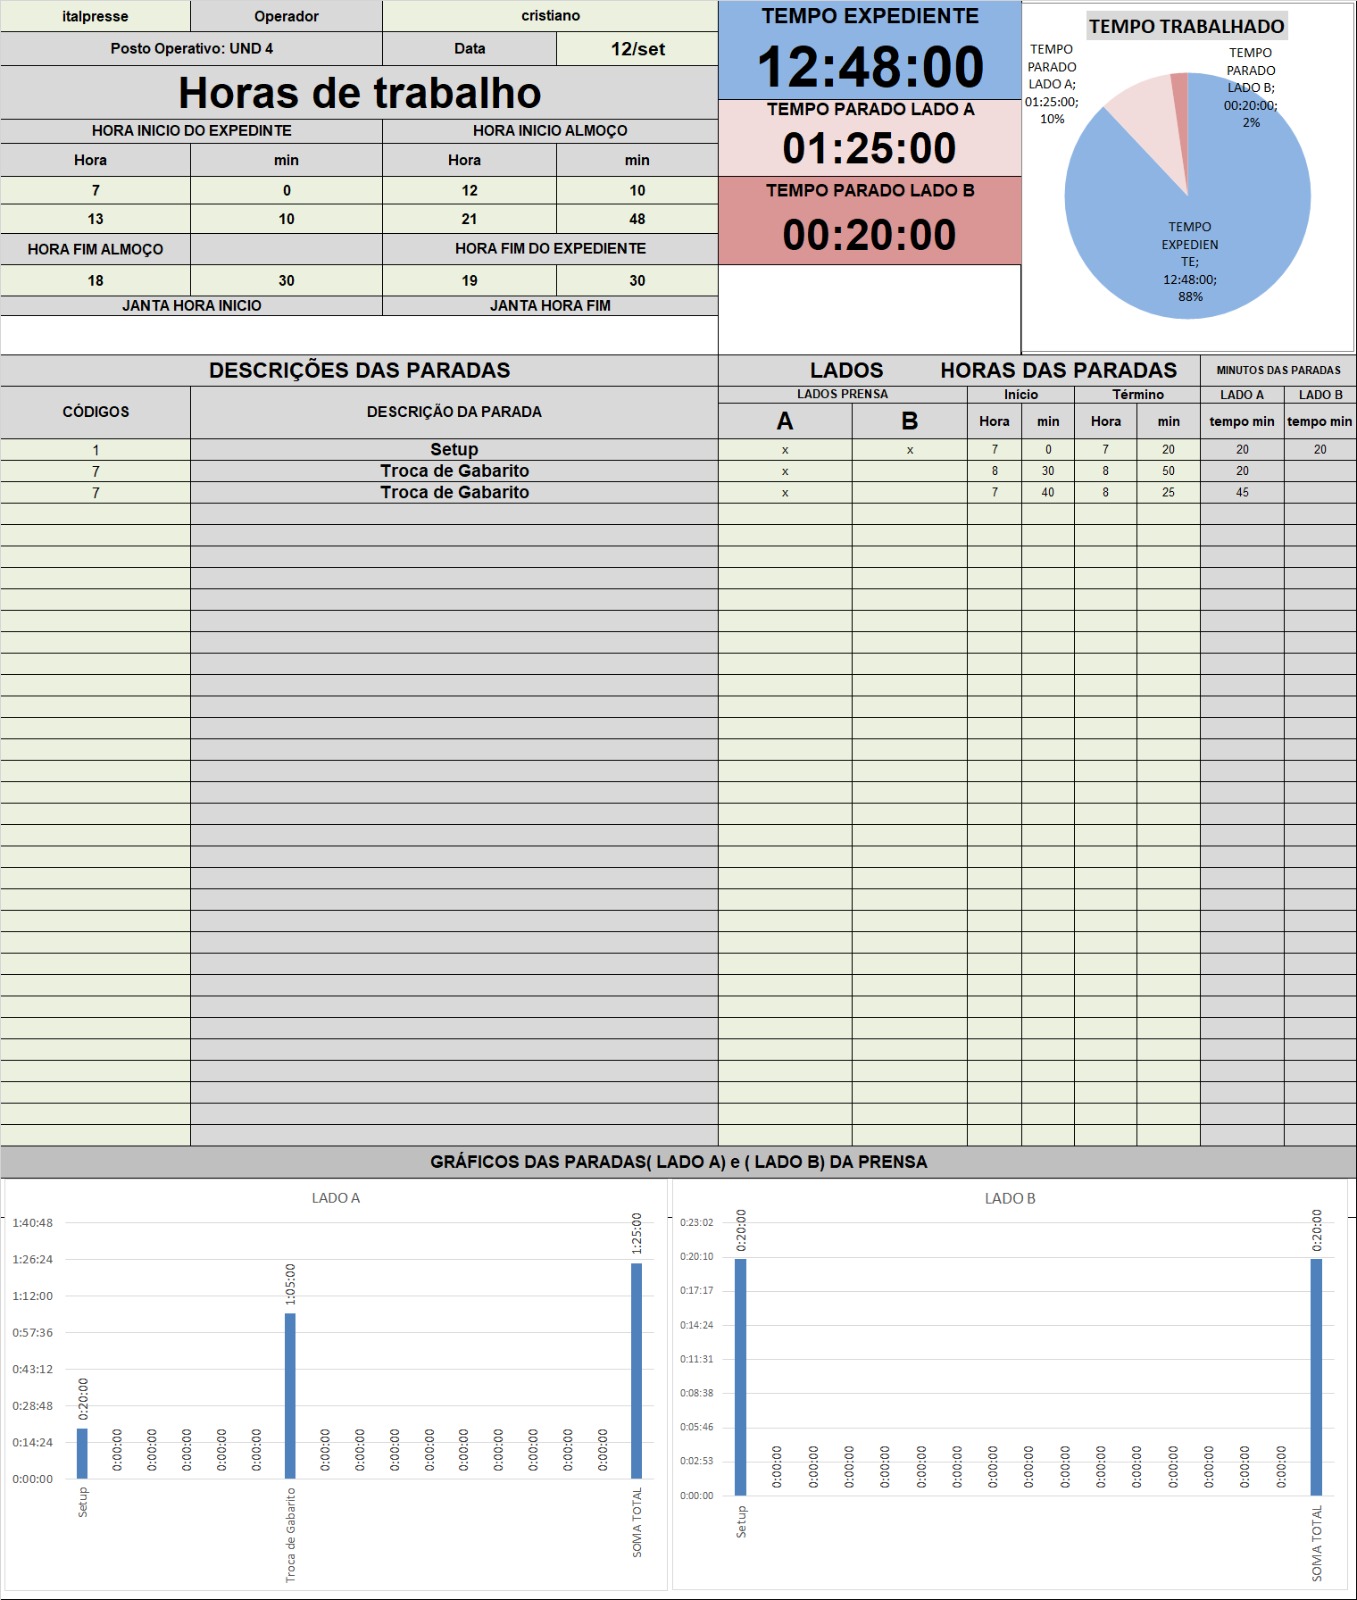 italpresse Operador cristiano
Posto Operativo: UND 4 Data 12/set
Horas de trabalho
HORA INICIO DO EXPEDINTE HORA INICIO ALMOÇO
Hora min Hora min
7 0 12 10
13 10 21 48
HORA FIM ALMOÇO HORA FIM DO EXPEDIENTE
18 30 19 30
JANTA HORA INICIO JANTA HORA FIM
TEMPO EXPEDIENTE
12:48:00
TEMPO PARADO LADO A
01:25:00
TEMPO PARADO LADO B
00:20:00
TEMPO TRABALHADO
TEMPO
PARADO
LADO A;
01:25:00;
10%
TEMPO
PARADO
LADO B;
00:20:00;
2%
TEMPO
EXPEDIEN
TE;
12:48:00;
88%
DESCRIÇÕES DAS PARADAS LADOS HORAS DAS PARADAS MINUTOS DAS PARADAS
CÓDIGOS DESCRIÇÃO DA PARADA LADOS PRENSA Início Término LADO A LADO B
A B Hora min Hora min tempo min tempo min
1 Setup x x 7 0 7 20 20 20
7 Troca de Gabarito x 8 30 8 50 20
7 Troca de Gabarito x 7 40 8 25 45
GRÁFICOS DAS PARADAS( LADO A) e ( LADO B) DA PRENSA
LADO A
1:40:48
1:26:24
1:12:00
0:57:36
0:43:12
0:28:48
0:14:24
0:00:00
0:20:00 0:00:00 0:00:00 0:00:00 0:00:00 0:00:00 1:05:00 0:00:00 0:00:00 0:00:00 0:00:00 0:00:00 0:00:00 0:00:00 0:00:00 0:00:00 1:25:00
Setup Troca de Gabarito SOMA TOTAL
LADO B
0:23:02
0:20:10
0:17:17
0:14:24
0:11:31
0:08:38
0:05:46
0:02:53
0:00:00
0:20:00 0:00:00 0:00:00 0:00:00 0:00:00 0:00:00 0:00:00 0:00:00 0:00:00 0:00:00 0:00:00 0:00:00 0:00:00 0:00:00 0:00:00 0:00:00 0:20:00
Setup SOMA TOTAL